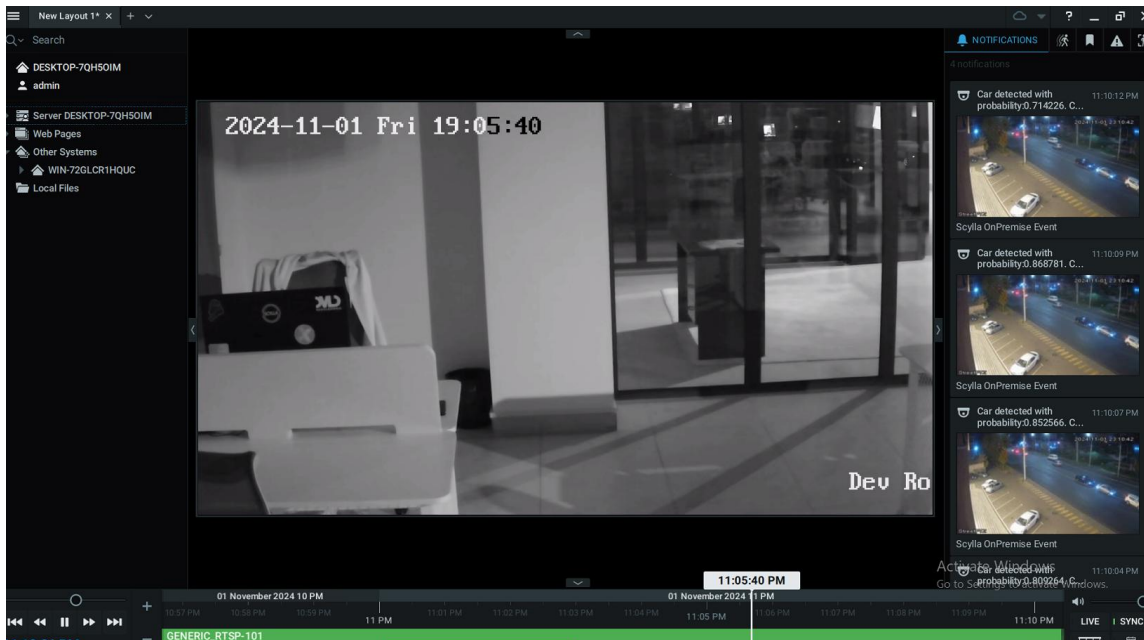 New Layout 1*
Search
DESKTOP-7QH5OIM
admin
Server DESKTOP-7QH5OIM
Web Pages
Other Systems
WIN-72GLCR1HQUC
Local Files
2024-11-01 Fri 19:05:40
DELL
Dev Ro
NOTIFICATIONS
4 notifications
Car detected with
11:10:12 PM
probability:0.714226. C...
Scylla OnPremise Event
Car detected with
11:10:09 PM
probability:0.868781. C...
Scylla OnPremise Event
Car detected with
11:10:07 PM
probability:0.852566. C...
Scylla OnPremise Event
Car detected with
11:10:04 PM
probability:0.809264. C...
Activate Windows
Go to Settings to activate Windows.
11:05:40 PM
01 November 2024 10 PM
01 November 2024 11 PM
10:57 PM
10:58 PM
10:59 PM
11 PM
11:01 PM
11:02 PM
11:03 PM
11:04 PM
11:05 PM
11:06 PM
11:07 PM
11:08 PM
11:09 PM
11:10 PM
GENERIC_RTSP-101
LIVE
SYNC